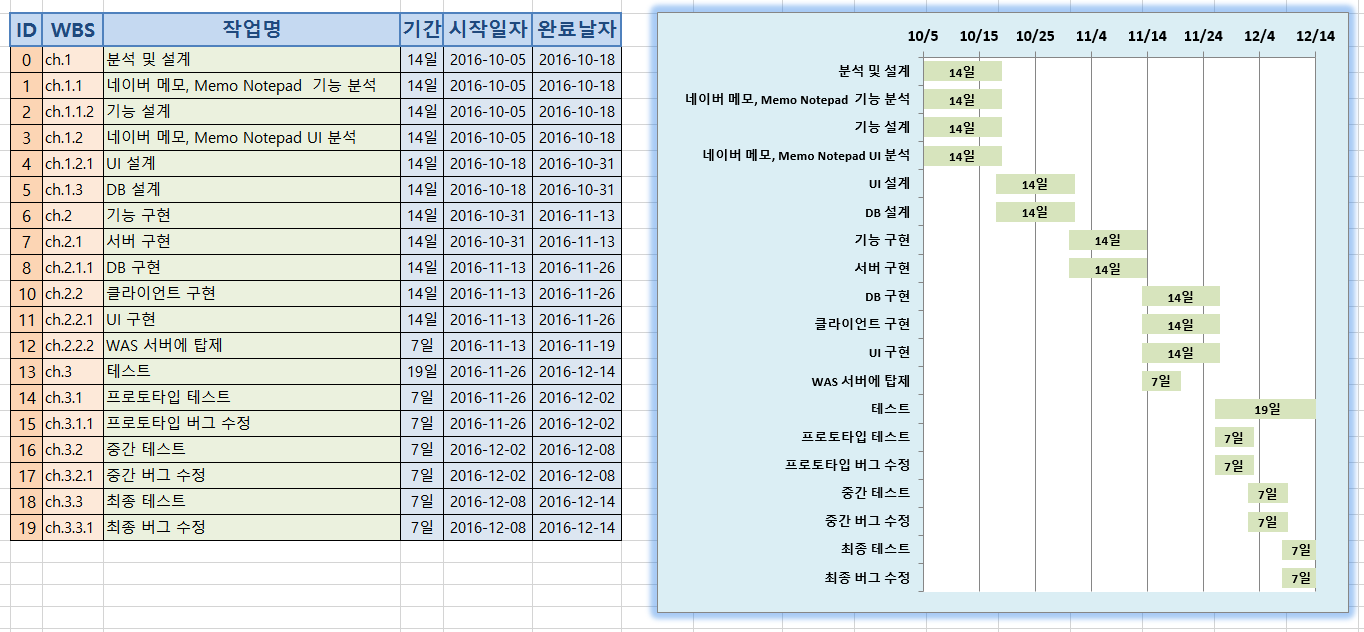 ID WBS 작업명 기간 시작일자 완료날자
0 ch.1 분석 및 설계 14일 2016-10-05 2016-10-18
1 ch.1.1 네이버 메모, Memo Notepad 기능 분석 14일 2016-10-05 2016-10-18
2 ch.1.1.2 기능 설계 14일 2016-10-05 2016-10-18
3 ch.1.2 네이버 메모, Memo Notepad UI 분석 14일 2016-10-05 2016-10-18
4 ch.1.2.1 UI 설계 14일 2016-10-18 2016-10-31
5 ch.1.3 DB 설계 14일 2016-10-18 2016-10-31
6 ch.2 기능 구현 14일 2016-10-31 2016-11-13
7 ch.2.1 서버 구현 14일 2016-10-31 2016-11-13
8 ch.2.1.1 DB 구현 14일 2016-11-13 2016-11-26
10 ch.2.2 클라이언트 구현 14일 2016-11-13 2016-11-26
11 ch.2.2.1 UI 구현 14일 2016-11-13 2016-11-26
12 ch.2.2.2 WAS 서버에 탑제 7일 2016-11-13 2016-11-19
13 ch.3 테스트 19일 2016-11-26 2016-12-14
14 ch.3.1 프로토타입 테스트 7일 2016-11-26 2016-12-02
15 ch.3.1.1 프로토타입 버그 수정 7일 2016-11-26 2016-12-02
16 ch.3.2 중간 테스트 7일 2016-12-02 2016-12-08
17 ch.3.2.1 중간 버그 수정 7일 2016-12-02 2016-12-08
18 ch.3.3 최종 테스트 7일 2016-12-08 2016-12-14
19 ch.3.3.1 최종 버그 수정 7일 2016-12-08 2016-12-14
10/5 10/15 10/25 11/4 11/14 11/24 12/4 12/14
분석 및 설계 14일
네이버 메모, Memo Notepad 기능 분석 14일
기능 설계 14일
네이버 메모, Memo Notepad UI 분석 14일
UI 설계 14일
DB 설계 14일
기능 구현 14일
서버 구현 14일
DB 구현 14일
클라이언트 구현 14일
UI 구현 14일
WAS 서버에 탑제 7일
테스트 19일
프로토타입 테스트 7일
프로토타입 버그 수정 7일
중간 테스트 7일
중간 버그 수정 7일
최종 테스트 7일
최종 버그 수정 7일